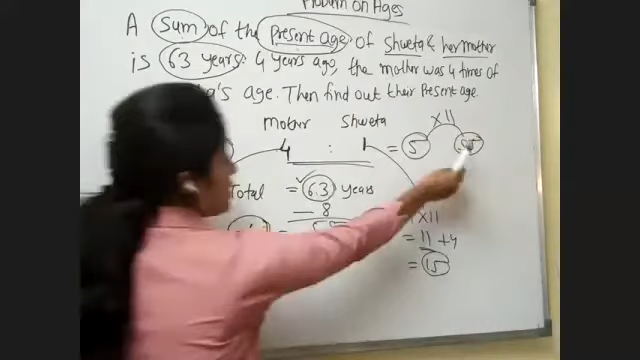 Problem on Ages
A Sum of the Present age of Shweta & her mother
is 63 years. 4 years ago, the mother was 4 times of
's age. Then find out their Present age.
Mother Shweta ×11
4 : 1 = 5 55
Total = 63 years
- 8
55
×11
= 11 + 4
= 15